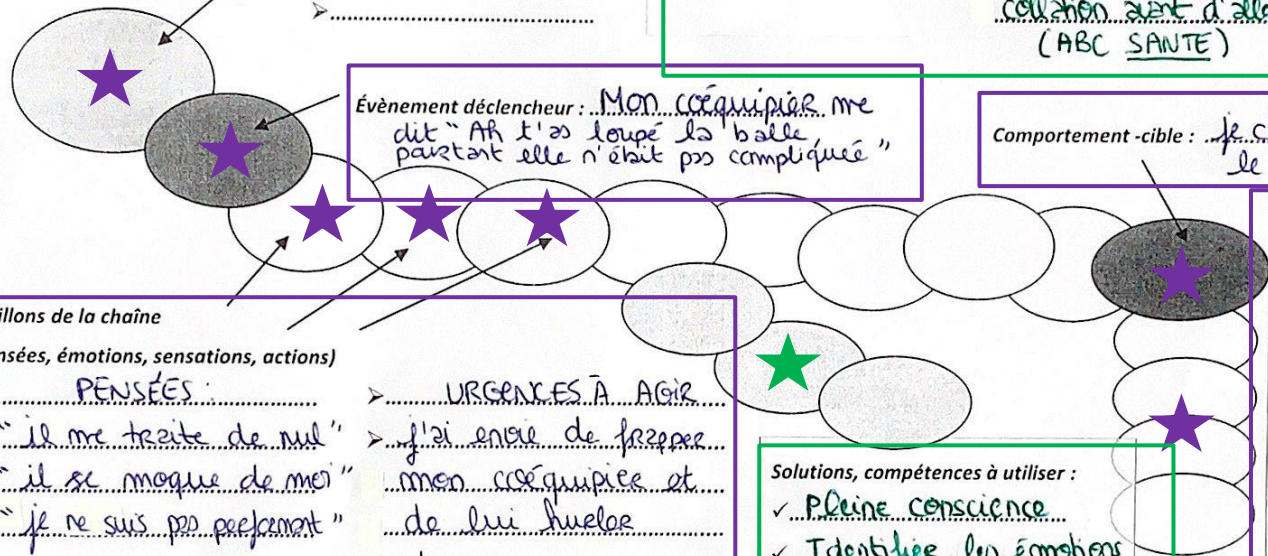 ➢
collation avant d'alle
(ABC SANTE)
Évènement déclencheur : Mon coéquipier me
dit "Ah t'as loupé la balle,
pourtant elle n'était pas compliquée"
Comportement -cible : je c
le
illons de la chaîne
nsées, émotions, sensations, actions)
PENSÉES :
"il me traite de nul"
"il se moque de moi"
"je ne suis pas performant"
➢ URGENCES À AGIR
➢ j'ai envie de frapper
mon coéquipier et
de lui hurler
Solutions, compétences à utiliser :
✓ Pleine conscience
✓ Identifier les émotions